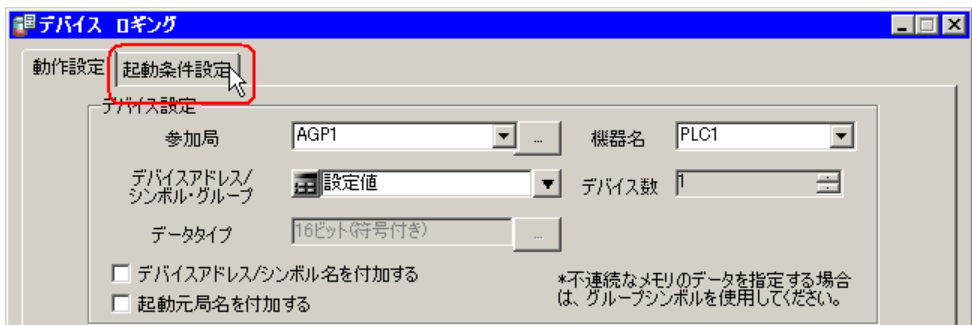 デバイス ロギング
動作設定 起動条件設定
デバイス設定
参加局 AGP1 ... 機器名 PLC1
デバイスアドレス/
シンボル・グループ 設定値 デバイス数 1
データタイプ 16ビット(符号付き) ...
デバイスアドレス/シンボル名を付加する
起動元局名を付加する
*不連続なメモリのデータを指定する場合
は、グループシンボルを使用してください。